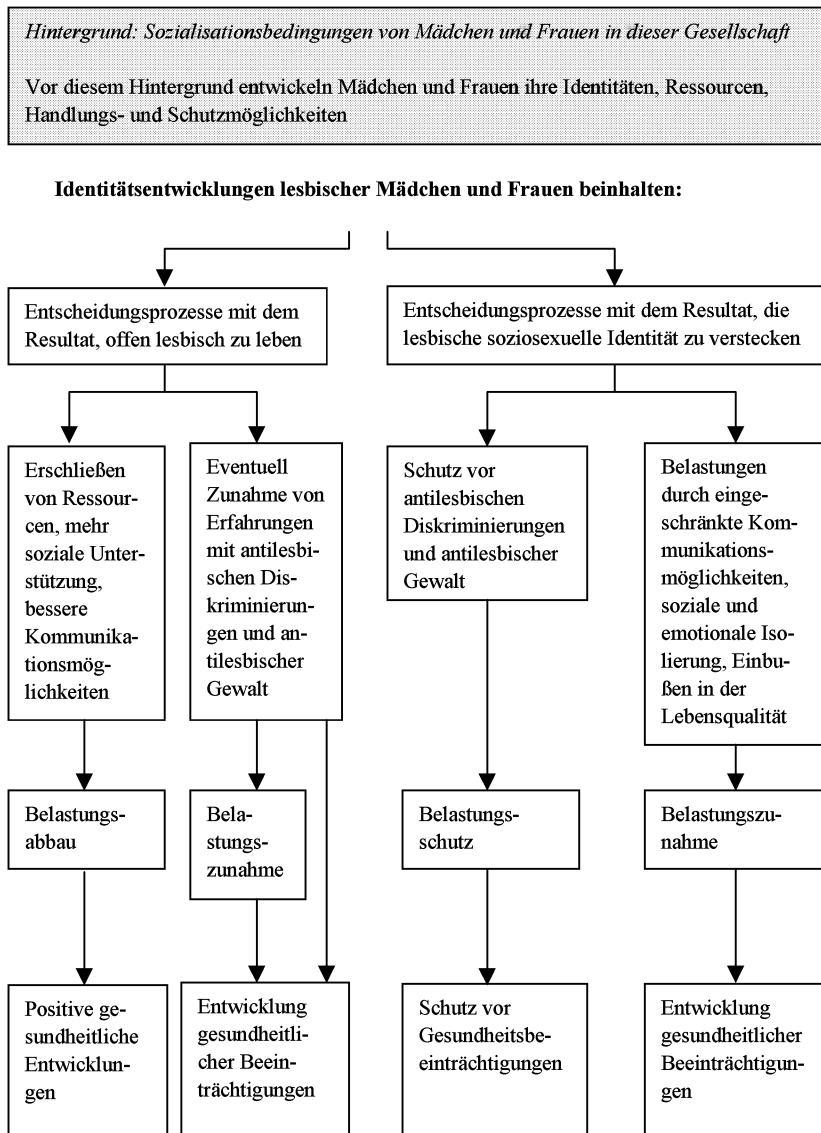 Hintergrund: Sozialisationsbedingungen von Mädchen und Frauen in dieser Gesellschaft
Vor diesem Hintergrund entwickeln Mädchen und Frauen ihre Identitäten, Ressourcen,
Handlungs- und Schutzmöglichkeiten
Identitätsentwicklungen lesbischer Mädchen und Frauen beinhalten:
Entscheidungsprozesse mit dem
Resultat, offen lesbisch zu leben
Entscheidungsprozesse mit dem Resultat, die
lesbische soziosexuelle Identität zu verstecken
Erschließen
von Ressour-
cen, mehr
soziale Unter-
stützung,
bessere
Kommunika-
tionsmög-
lichkeiten
Eventuell
Zunahme von
Erfahrungen
mit antilesbi-
schen Dis-
kriminierun-
gen und an-
tilesbischer
Gewalt
Schutz vor
antilesbischen
Diskriminierungen
und antilesbischer
Gewalt
Belastungen
durch einge-
schränkte Kom-
munikations-
möglichkeiten,
soziale und
emotionale Iso-
lierung, Einbu-
ßen in der
Lebensqualität
Belastungs-
abbau
Bela-
stungs-
zunahme
Belastungs-
schutz
Belastungszu-
nahme
Positive ge-
sundheitliche
Entwicklun-
gen
Entwicklung
gesundheitli-
cher Beein-
trächtigungen
Schutz vor
Gesundheitsbe-
einträchtigungen
Entwicklung
gesundheitlicher
Beeinträchtigun-
gen